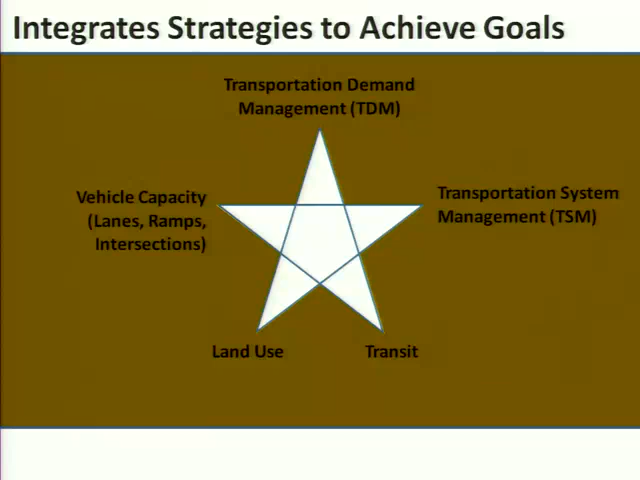 Integrates Strategies to Achieve Goals
Transportation Demand
Management (TDM)
Vehicle Capacity
(Lanes, Ramps,
Intersections)
Transportation System
Management (TSM)
Land Use
Transit